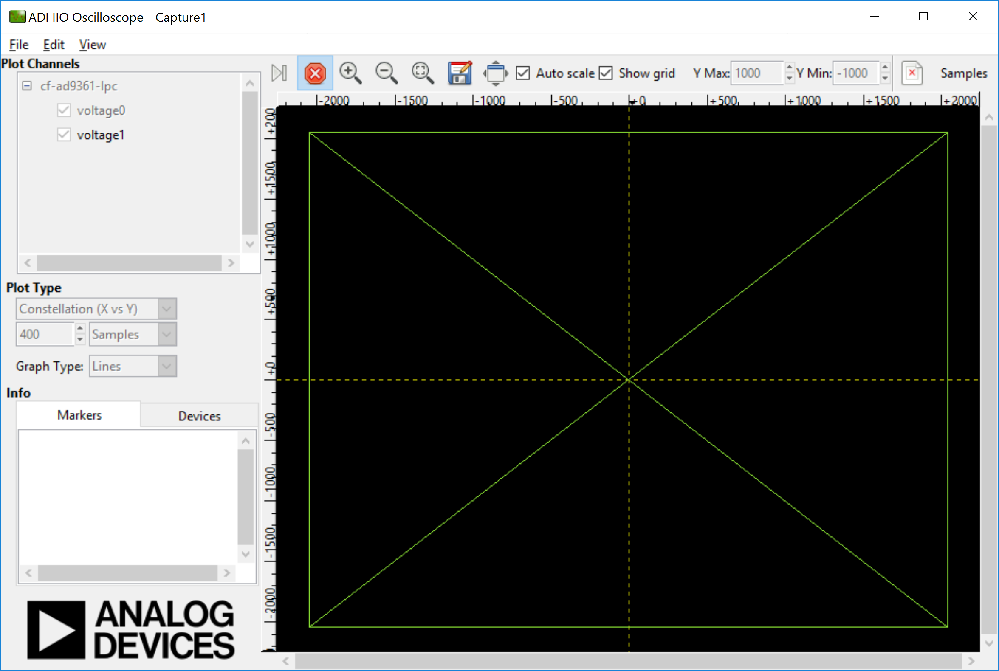 ADI IIO Oscilloscope - Capture1
File Edit View
Plot Channels
cf-ad9361-lpc
voltage0
voltage1
Auto scale Show grid Y Max: 1000 Y Min: -1000 Samples
-2000 -1500 -1000 -500 +0 +500 +1000 +1500 +2000
+200
+1500
+1000
+500
+0
-500
-1000
-1500
-2000
Plot Type
Constellation (X vs Y)
400 Samples
Graph Type: Lines
Info
Markers Devices
ANALOG
DEVICES